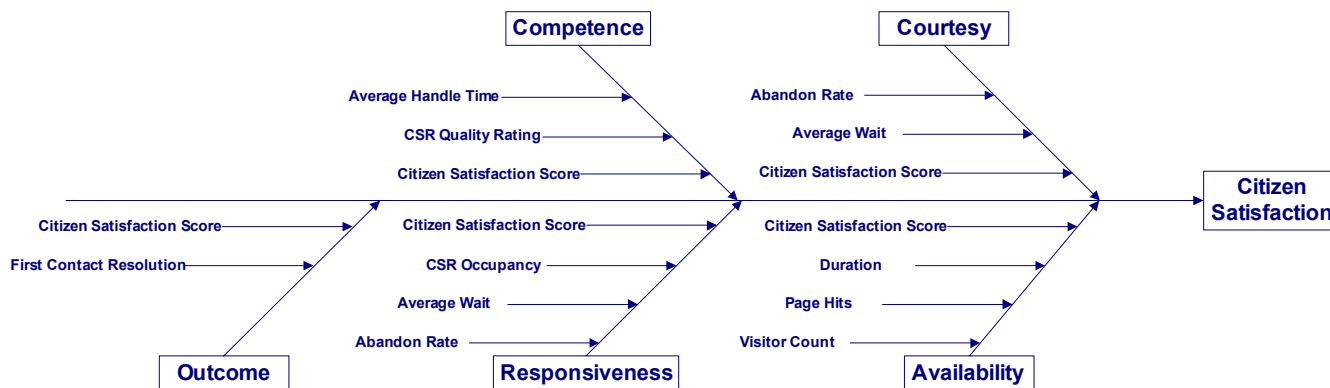 Competence
Courtesy
Average Handle Time
Abandon Rate
CSR Quality Rating
Average Wait
Citizen Satisfaction Score
Citizen Satisfaction Score
Citizen
Satisfaction
Citizen Satisfaction Score
Citizen Satisfaction Score
Citizen Satisfaction Score
First Contact Resolution
CSR Occupancy
Duration
Average Wait
Page Hits
Abandon Rate
Visitor Count
Outcome
Responsiveness
Availability